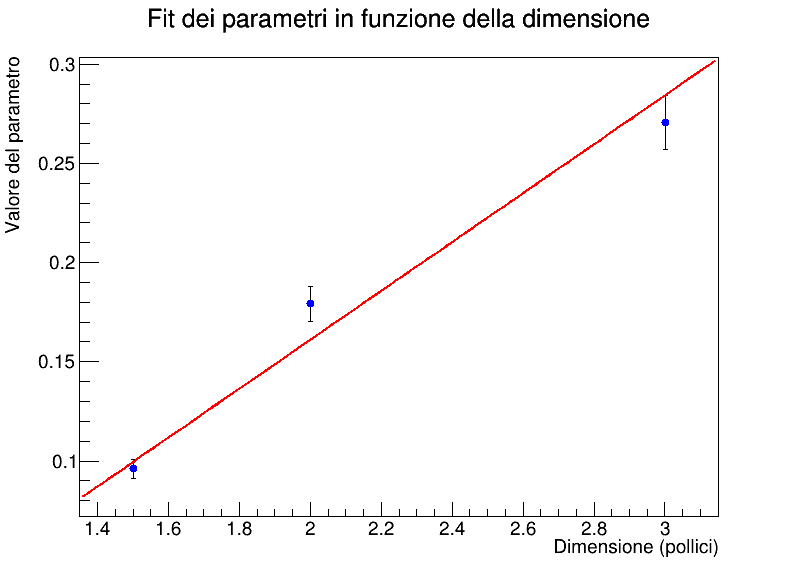 Fit dei parametri in funzione della dimensione
Valore del parametro
0.3
0.25
0.2
0.15
0.1
1.4 1.6 1.8 2 2.2 2.4 2.6 2.8 3
Dimensione (pollici)